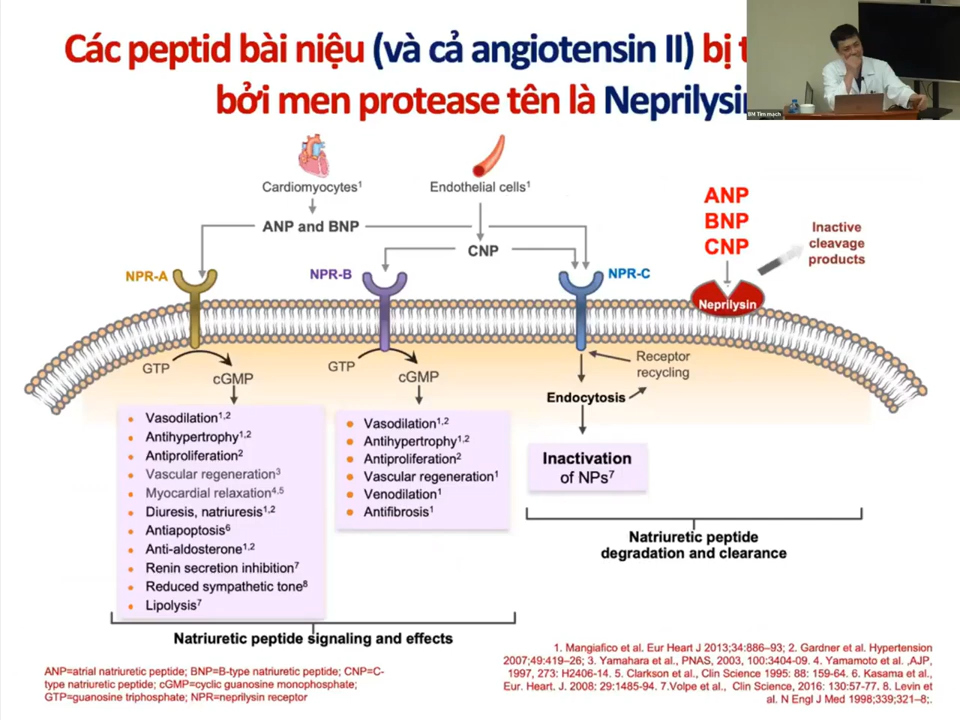 Các peptid bài niệu (và cả angiotensin II) bị
bởi men protease tên là Neprilysin
BM Tim mạch
Cardiomyocytes¹
Endothelial cells¹
ANP and BNP
CNP
ANP
BNP
CNP
Inactive
cleavage
products
NPR-A
NPR-B
NPR-C
Neprilysin
GTP
cGMP
GTP
cGMP
Receptor
recycling
Endocytosis
• Vasodilation¹,²
• Antihypertrophy¹,²
• Antiproliferation²
• Vascular regeneration³
• Myocardial relaxation⁴,⁵
• Diuresis, natriuresis¹,²
• Antiapoptosis⁶
• Anti-aldosterone¹,²
• Renin secretion inhibition⁷
• Reduced sympathetic tone⁸
• Lipolysis⁷
• Vasodilation¹,²
• Antihypertrophy¹,²
• Antiproliferation²
• Vascular regeneration¹
• Venodilation¹
• Antifibrosis¹
Inactivation
of NPs⁷
Natriuretic peptide
degradation and clearance
Natriuretic peptide signaling and effects
ANP=atrial natriuretic peptide; BNP=B-type natriuretic peptide; CNP=C-
type natriuretic peptide; cGMP=cyclic guanosine monophosphate;
GTP=guanosine triphosphate; NPR=neprilysin receptor
1. Mangiafico et al. Eur Heart J 2013;34:886–93; 2. Gardner et al. Hypertension
2007;49:419–26; 3. Yamahara et al., PNAS, 2003, 100:3404-09. 4. Yamamoto et al. ,AJP,
1997, 273: H2406-14. 5. Clarkson et al., Clin Science 1995: 88: 159-64. 6. Kasama et al.,
Eur. Heart. J. 2008: 29:1485-94. 7.Volpe et al., Clin Science, 2016: 130:57-77. 8. Levin et
al. N Engl J Med 1998;339;321–8;.